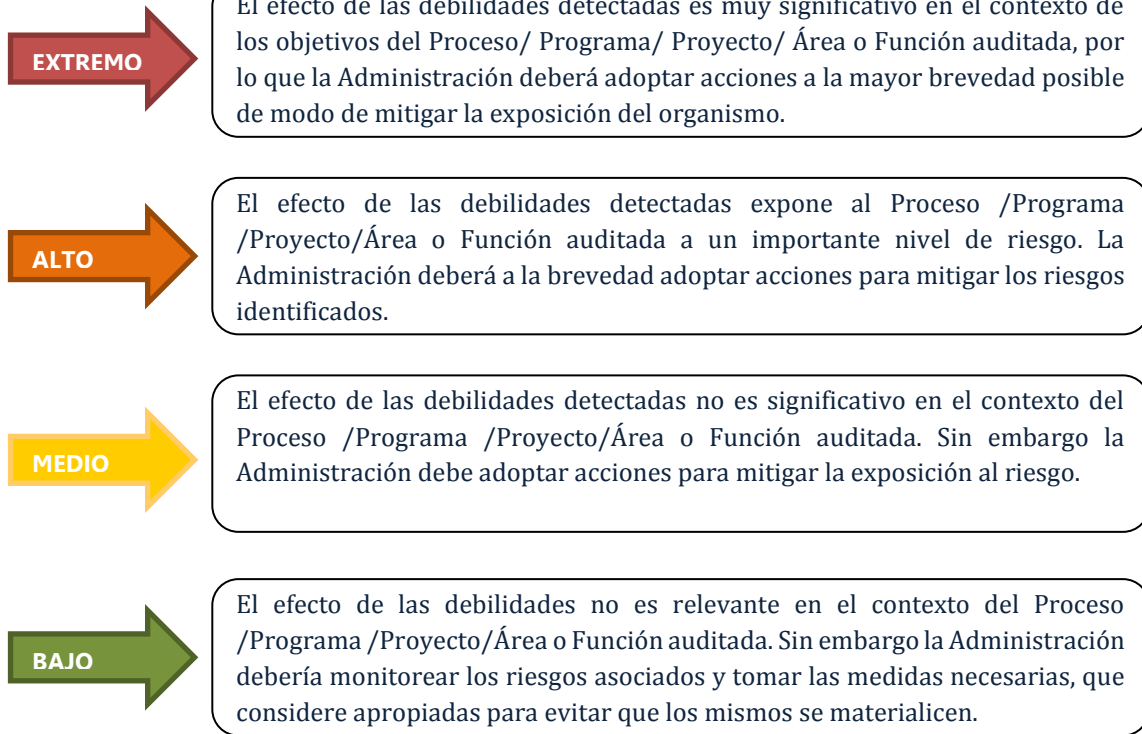 El efecto de las debilidades detectadas es muy significativo en el contexto de
los objetivos del Proceso/ Programa/ Proyecto/ Área o Función auditada, por
EXTREMO
lo que la Administración deberá adoptar acciones a la mayor brevedad posible
de modo de mitigar la exposición del organismo.
El efecto de las debilidades detectadas expone al Proceso /Programa
/Proyecto/Área o Función auditada a un importante nivel de riesgo. La
ALTO
Administración deberá a la brevedad adoptar acciones para mitigar los riesgos
identificados.
El efecto de las debilidades detectadas no es significativo en el contexto del
Proceso /Programa /Proyecto/Área o Función auditada. Sin embargo la
MEDIO
Administración debe adoptar acciones para mitigar la exposición al riesgo.
El efecto de las debilidades no es relevante en el contexto del Proceso
/Programa /Proyecto/Área o Función auditada. Sin embargo la Administración
BAJO
debería monitorear los riesgos asociados y tomar las medidas necesarias, que
considere apropiadas para evitar que los mismos se materialicen.